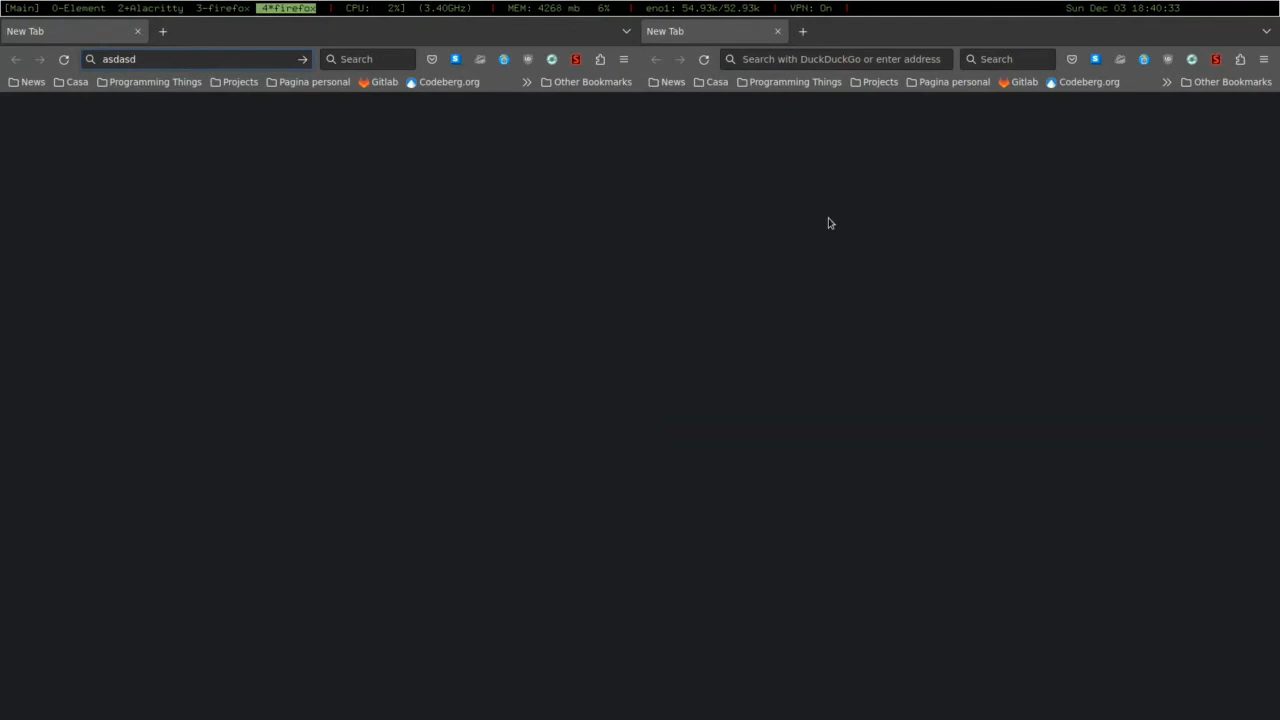 [Main] 0-Element 2+Alacritty 3-firefox 4*firefox | CPU: 2%] (3.40GHz) | MEM: 4268 mb 6% | eno1: 54.93k/52.93k | VPN: On | Sun Dec 03 18:40:33
New Tab New Tab
asdasd Search Search with DuckDuckGo or enter address Search
News Casa Programming Things Projects Pagina personal Gitlab Codeberg.org Other Bookmarks News Casa Programming Things Projects Pagina personal Gitlab Codeberg.org Other Bookmarks